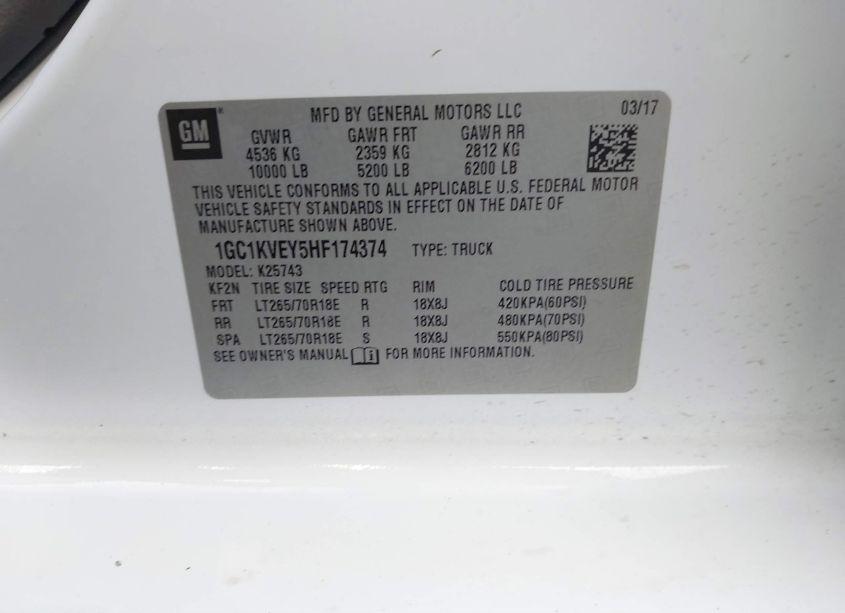 GM
MFD BY GENERAL MOTORS LLC 03/17
GVWR GAWR FRT GAWR RR
4536 KG 2359 KG 2812 KG
10000 LB 5200 LB 6200 LB
THIS VEHICLE CONFORMS TO ALL APPLICABLE U.S. FEDERAL MOTOR
VEHICLE SAFETY STANDARDS IN EFFECT ON THE DATE OF
MANUFACTURE SHOWN ABOVE.
1GC1KVEY5HF174374 TYPE: TRUCK
MODEL: K25743
KF2N TIRE SIZE SPEED RTG RIM COLD TIRE PRESSURE
FRT LT265/70R18E R 18X8J 420KPA(60PSI)
RR LT265/70R18E R 18X8J 480KPA(70PSI)
SPA LT265/70R18E S 18X8J 550KPA(80PSI)
SEE OWNER'S MANUAL FOR MORE INFORMATION.